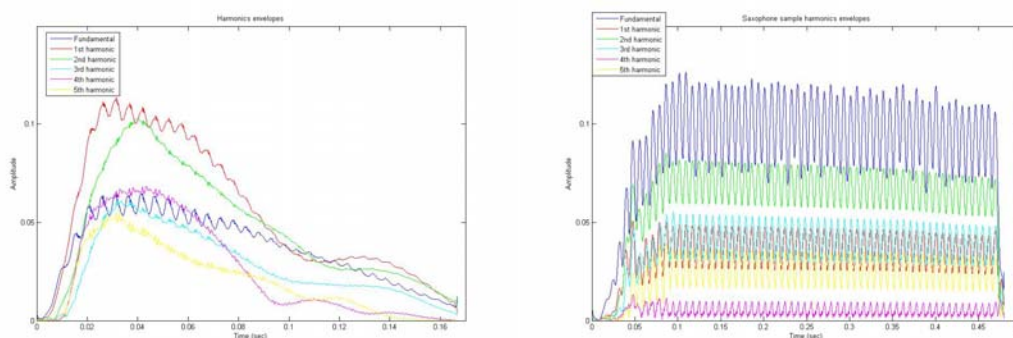 Harmonics envelopes
Fundamental
1st harmonic
2nd harmonic
3rd harmonic
4th harmonic
5th harmonic
0.1
0.05
0
Amplitude
0 0.02 0.04 0.06 0.08 0.1 0.12 0.14 0.16
Time (sec)
Saxophone sample harmonics envelopes
Fundamental
1st harmonic
2nd harmonic
3rd harmonic
4th harmonic
5th harmonic
0.1
0.05
0
Amplitude
0 0.05 0.1 0.15 0.2 0.25 0.3 0.35 0.4 0.45
Time (sec)